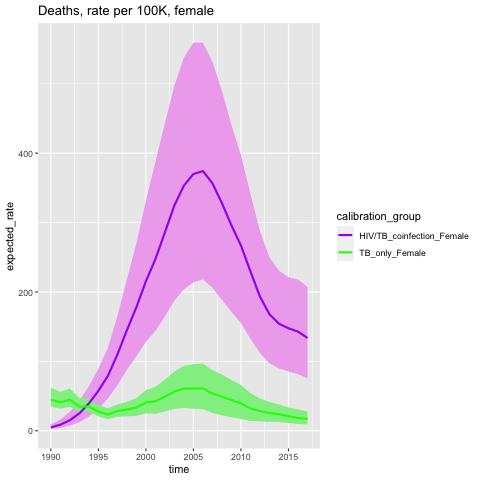 Deaths, rate per 100K, female
expected_rate
400
200
0
1990
1995
2000
2005
2010
2015
time
calibration_group
HIV/TB_coinfection_Female
TB_only_Female